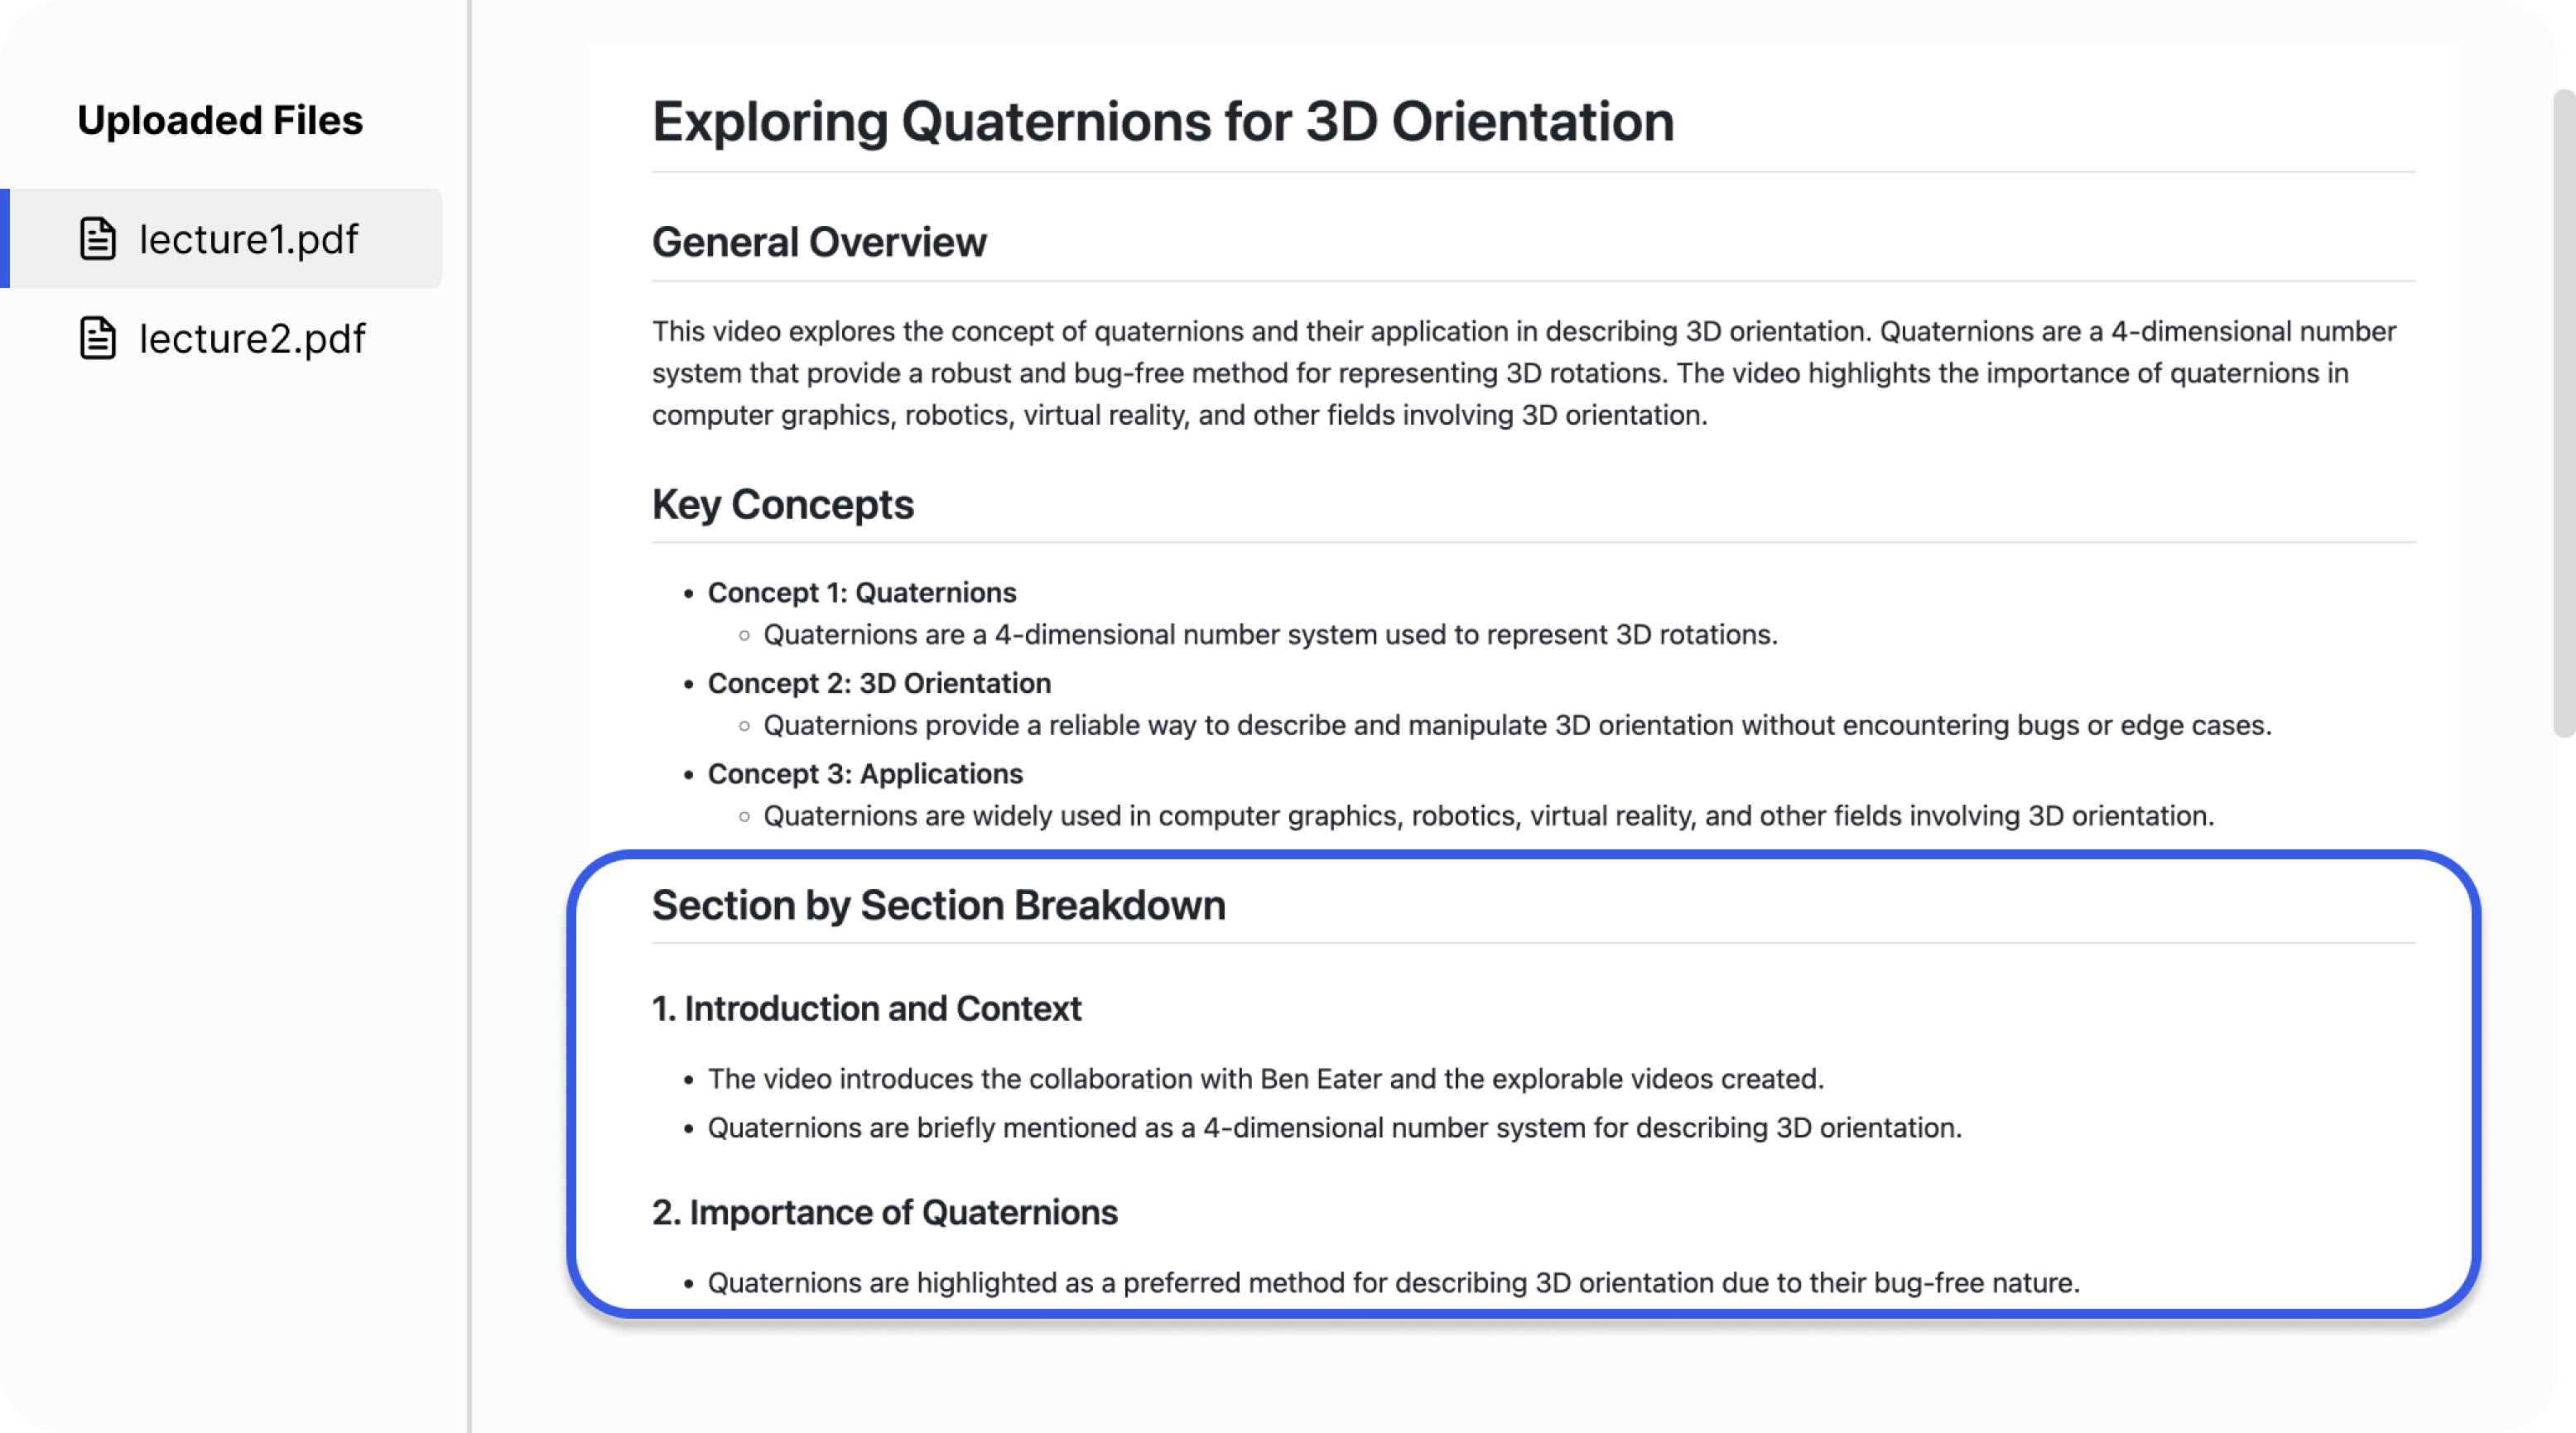 Uploaded Files
lecture1.pdf
lecture2.pdf
Exploring Quaternions for 3D Orientation
General Overview
This video explores the concept of quaternions and their application in describing 3D orientation. Quaternions are a 4-dimensional number
system that provide a robust and bug-free method for representing 3D rotations. The video highlights the importance of quaternions in
computer graphics, robotics, virtual reality, and other fields involving 3D orientation.
Key Concepts
• Concept 1: Quaternions
◦ Quaternions are a 4-dimensional number system used to represent 3D rotations.
• Concept 2: 3D Orientation
◦ Quaternions provide a reliable way to describe and manipulate 3D orientation without encountering bugs or edge cases.
• Concept 3: Applications
◦ Quaternions are widely used in computer graphics, robotics, virtual reality, and other fields involving 3D orientation.
Section by Section Breakdown
1. Introduction and Context
• The video introduces the collaboration with Ben Eater and the explorable videos created.
• Quaternions are briefly mentioned as a 4-dimensional number system for describing 3D orientation.
2. Importance of Quaternions
• Quaternions are highlighted as a preferred method for describing 3D orientation due to their bug-free nature.